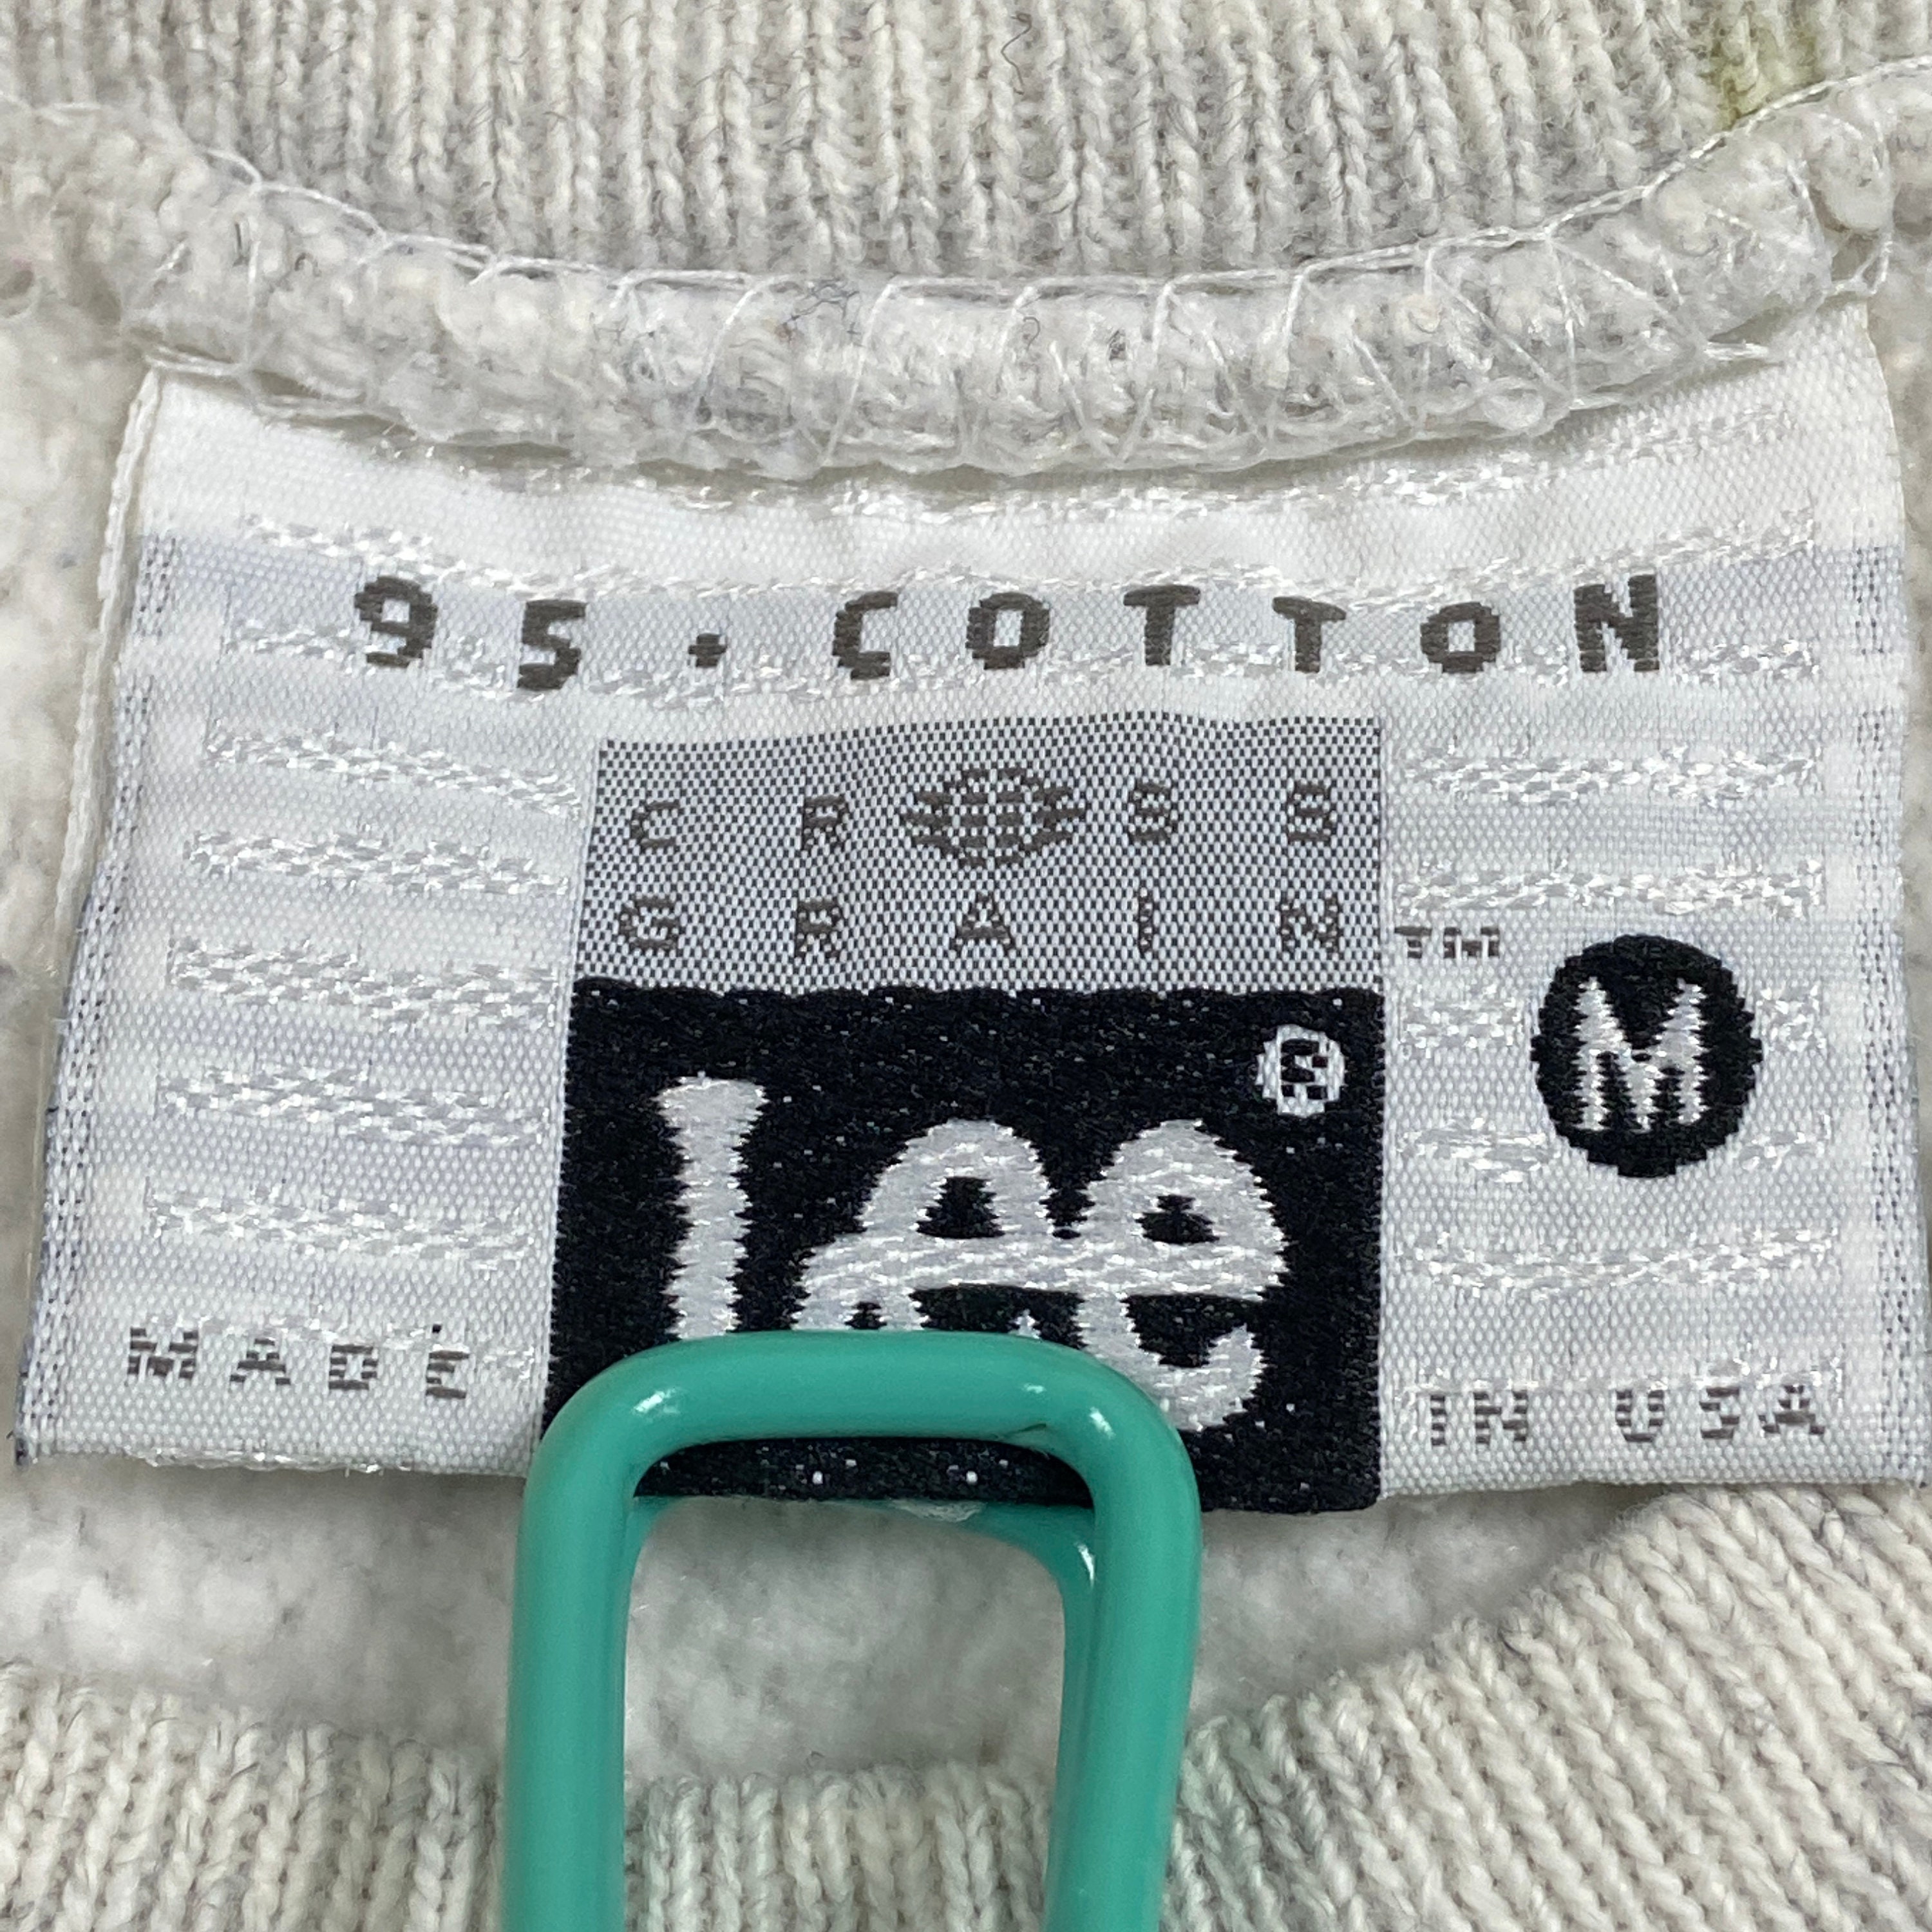 95 • COTTON
CROSS
GRAIN™
M
Lee®
MADE IN USA